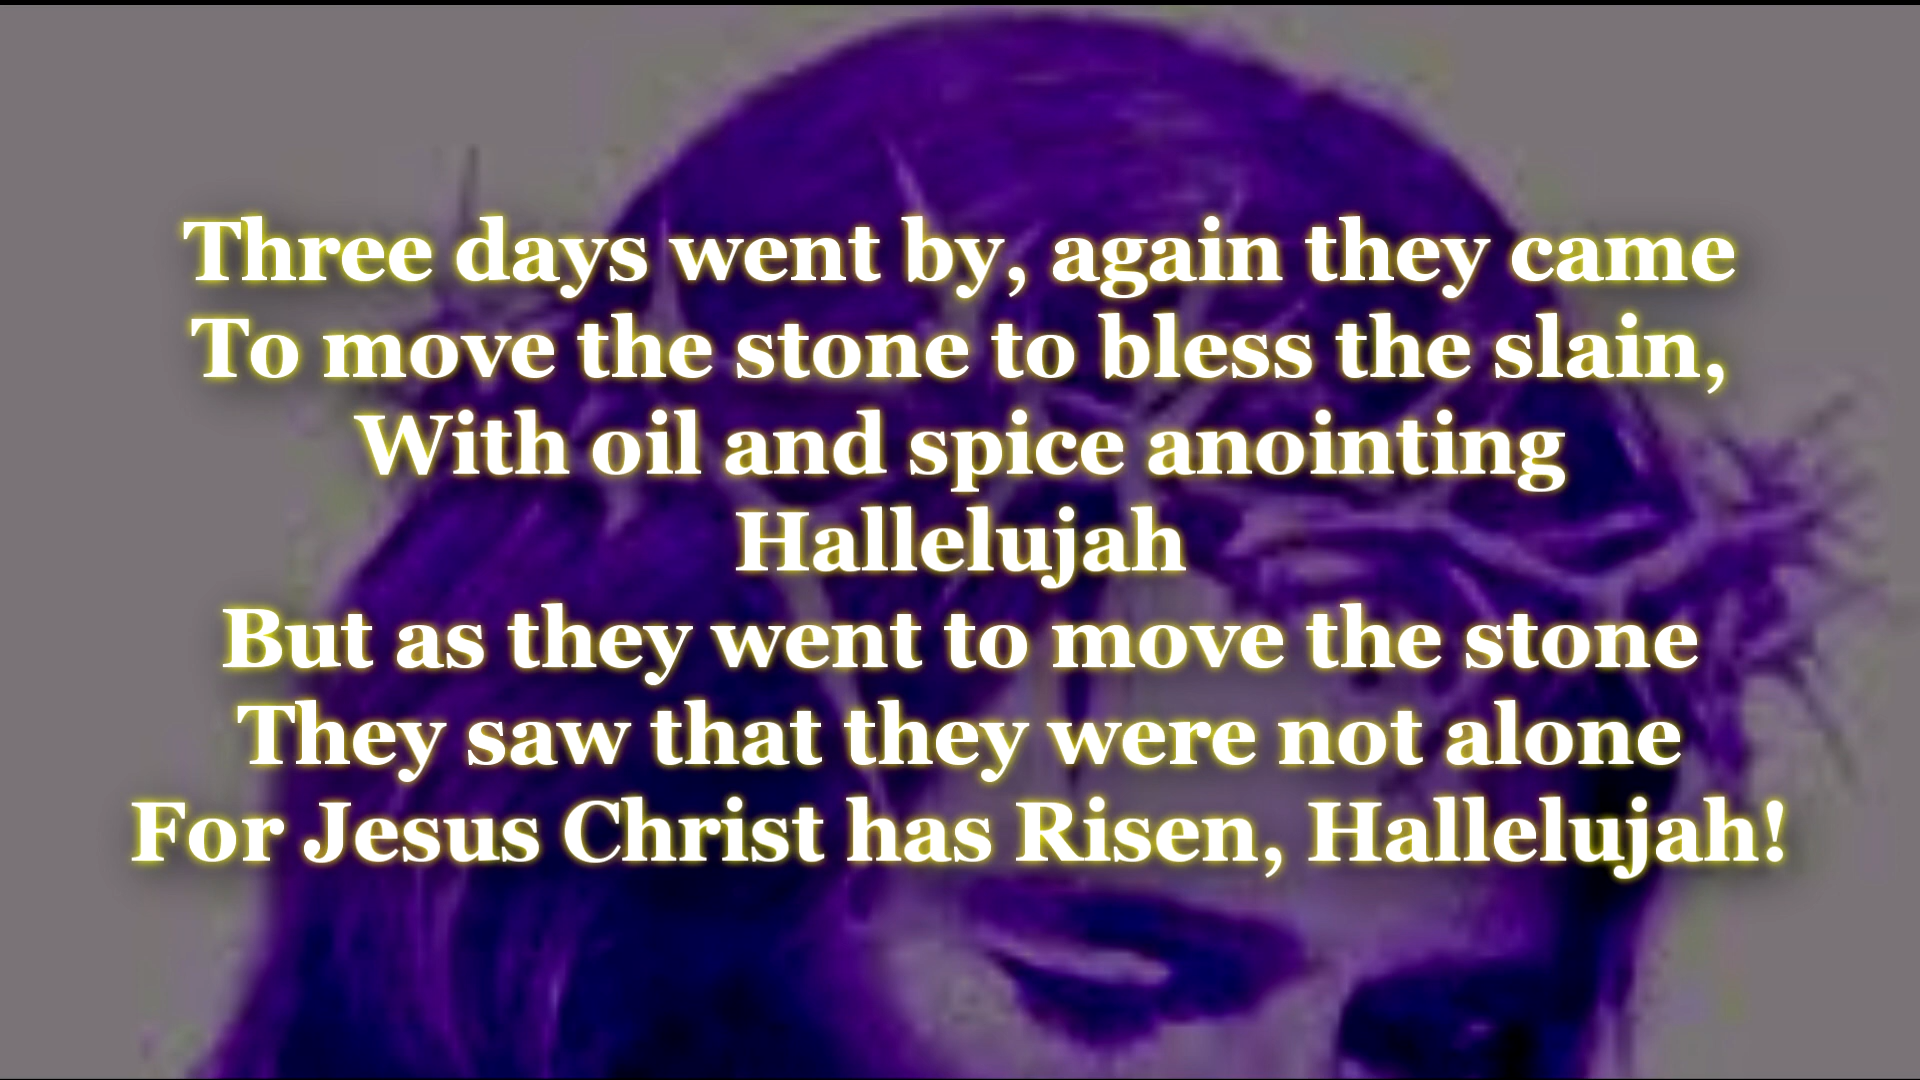 Three days went by, again they came
To move the stone to bless the slain,
With oil and spice anointing
Hallelujah
But as they went to move the stone
They saw that they were not alone
For Jesus Christ has Risen, Hallelujah!